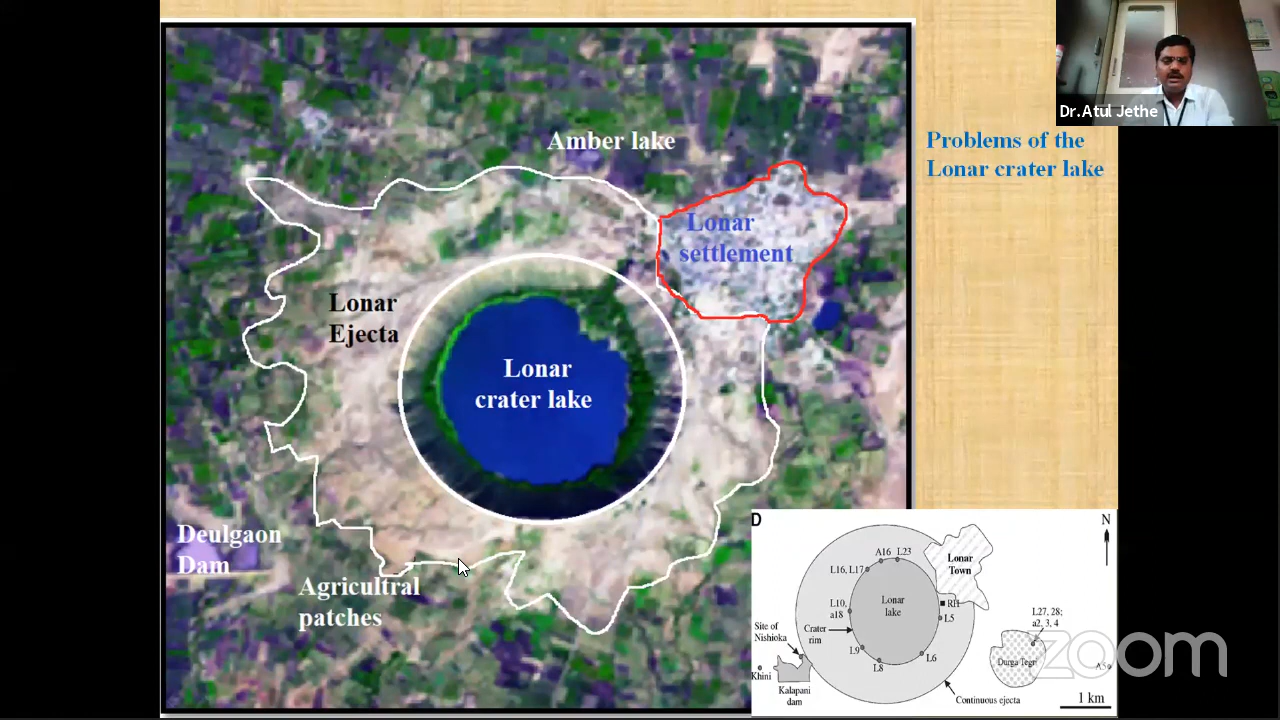 Dr.Atul Jethe
Problems of the
Lonar crater lake
Amber lake
Lonar
settlement
Lonar
Ejecta
Lonar
crater lake
Deulgaon
Dam
Agricultral
patches
D
N
A16 L23
L16, L17
Lonar
Town
Lonar
lake
L10,
a18
RH
L5
L27, 28;
a2, 3, 4
Crater
rim
Site of
Nishioka
L9
L8
L6
Durga Tegri
Khini
Kalapani
dam
Continuous ejecta
1 km
zoom